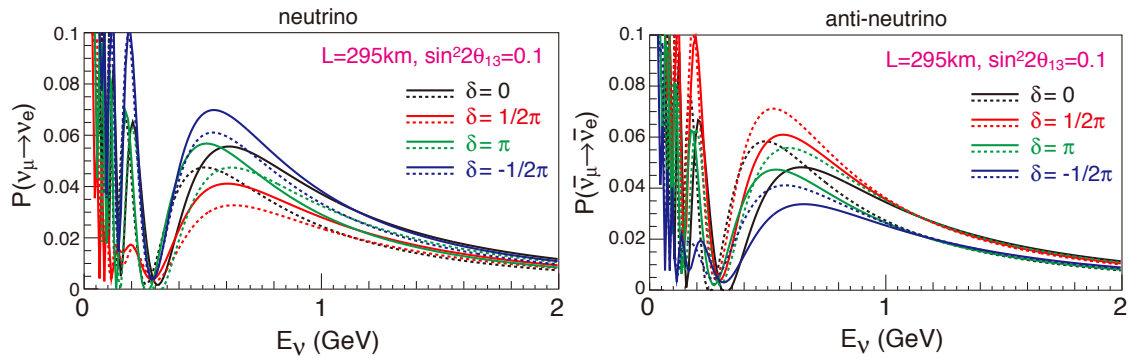 neutrino
L=295km, sin²2θ₁₃=0.1
δ = 0
δ = 1/2π
δ = π
δ = -1/2π
P(νμ→νe)
0.1
0.08
0.06
0.04
0.02
0
0 1 2
Eν (GeV)
anti-neutrino
L=295km, sin²2θ₁₃=0.1
δ = 0
δ = 1/2π
δ = π
δ = -1/2π
P(ν̄μ→ν̄e)
0.1
0.08
0.06
0.04
0.02
0
0 1 2
Eν (GeV)